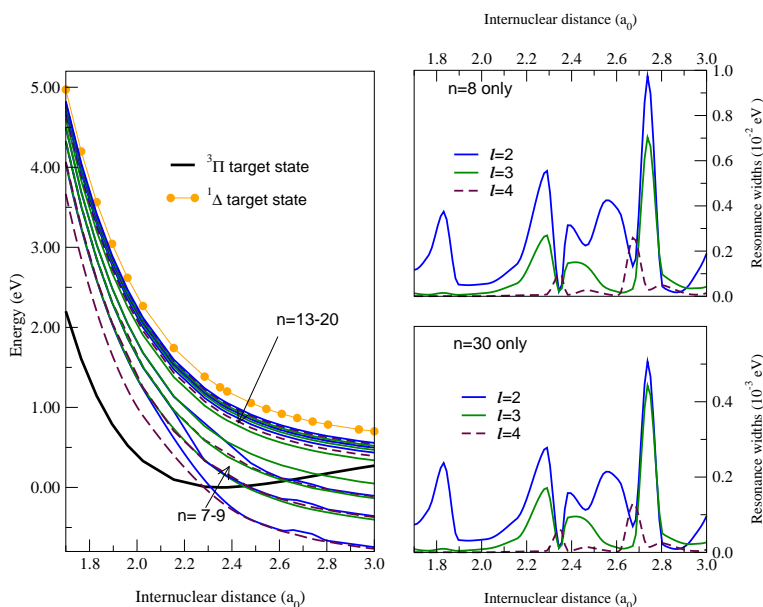 5.00
4.00
3.00
2.00
1.00
0.00
Energy (eV)
³Π target state
¹Δ target state
n=13-20
n= 7-9
1.8 2.0 2.2 2.4 2.6 2.8 3.0
Internuclear distance (a₀)
Internuclear distance (a₀)
1.8 2.0 2.2 2.4 2.6 2.8 3.0
n=8 only
l=2
l=3
l=4
1.0
0.8
0.6
0.4
0.2
0.0
Resonance widths (10⁻² eV)
n=30 only
l=2
l=3
l=4
0.4
0.2
0.0
Resonance widths (10⁻³ eV)
1.8 2.0 2.2 2.4 2.6 2.8 3.0
Internuclear distance (a₀)